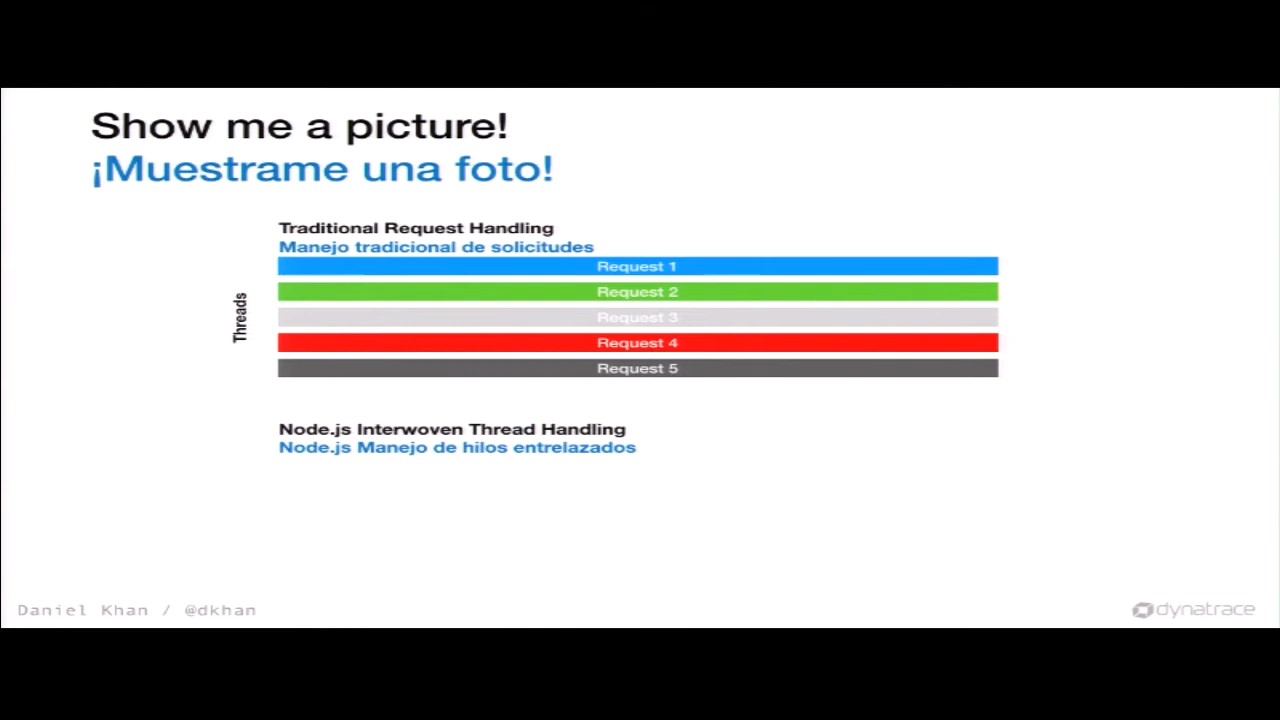 Show me a picture!
¡Muestrame una foto!
Traditional Request Handling
Manejo tradicional de solicitudes
Threads
Request 1
Request 2
Request 3
Request 4
Request 5
Node.js Interwoven Thread Handling
Node.js Manejo de hilos entrelazados
Daniel Khan / @dkhan
dynatrace